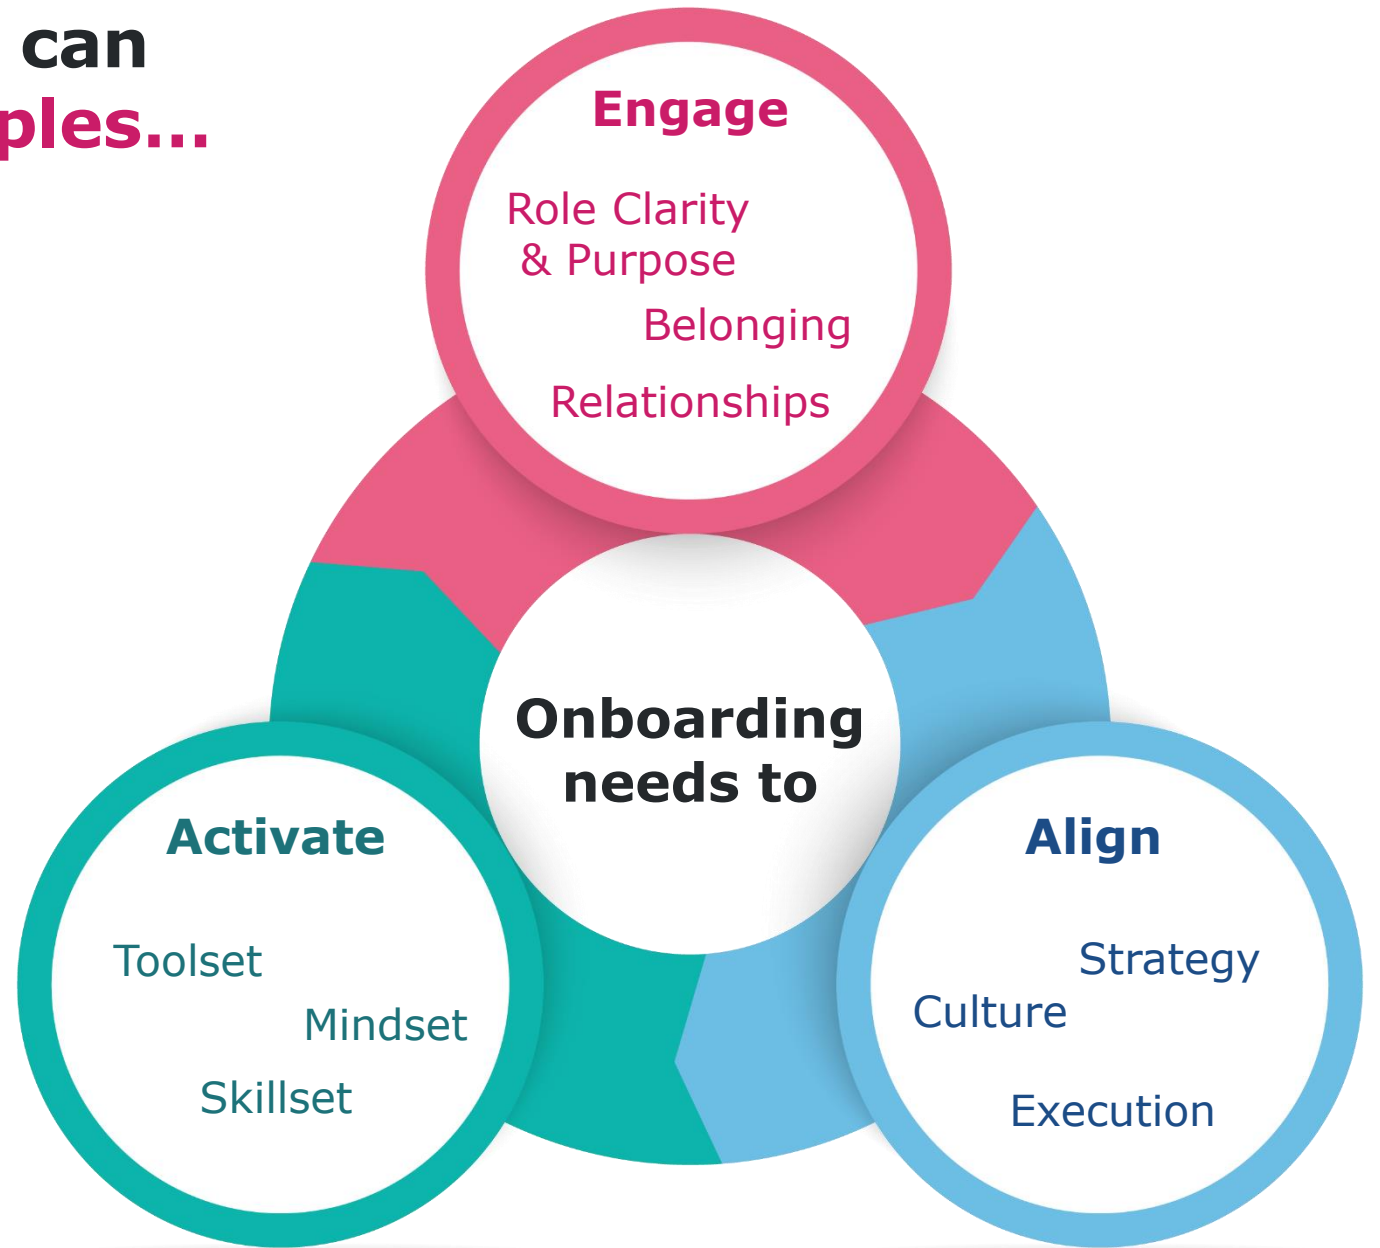 can
ples...
Engage
Role Clarity
& Purpose
Belonging
Relationships
Onboarding
needs to
Activate
Toolset
Mindset
Skillset
Align
Strategy
Culture
Execution